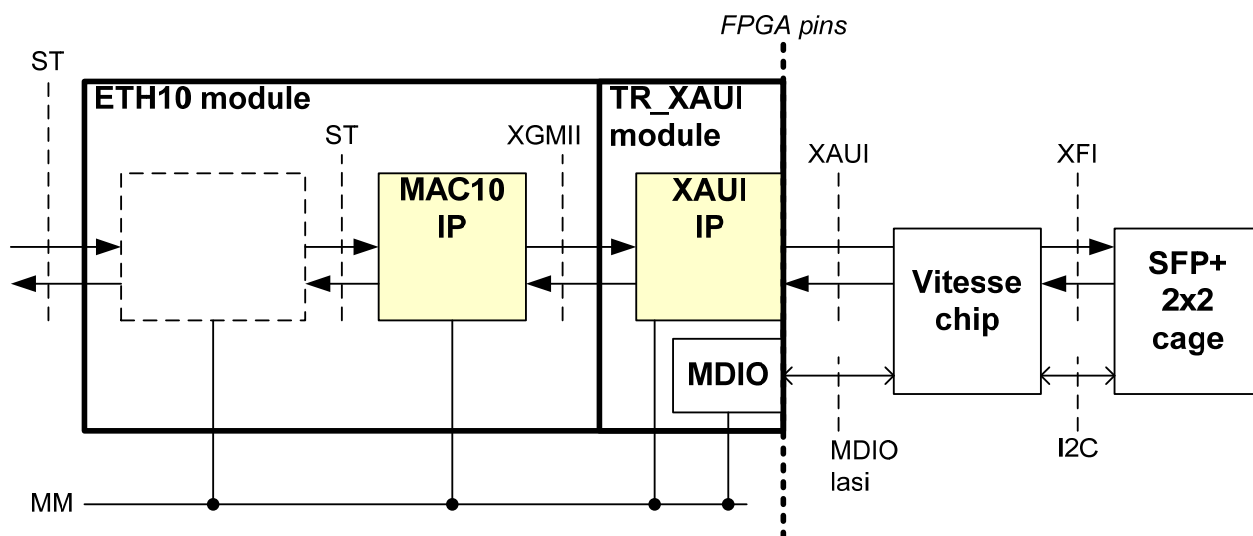 FPGA pins
ST
ETH10 module
TR_XAUI
module
ST
XGMII
XAUI
XFI
MAC10
IP
XAUI
IP
Vitesse
chip
SFP+
2x2
cage
MDIO
MDIO
lasi
I2C
MM